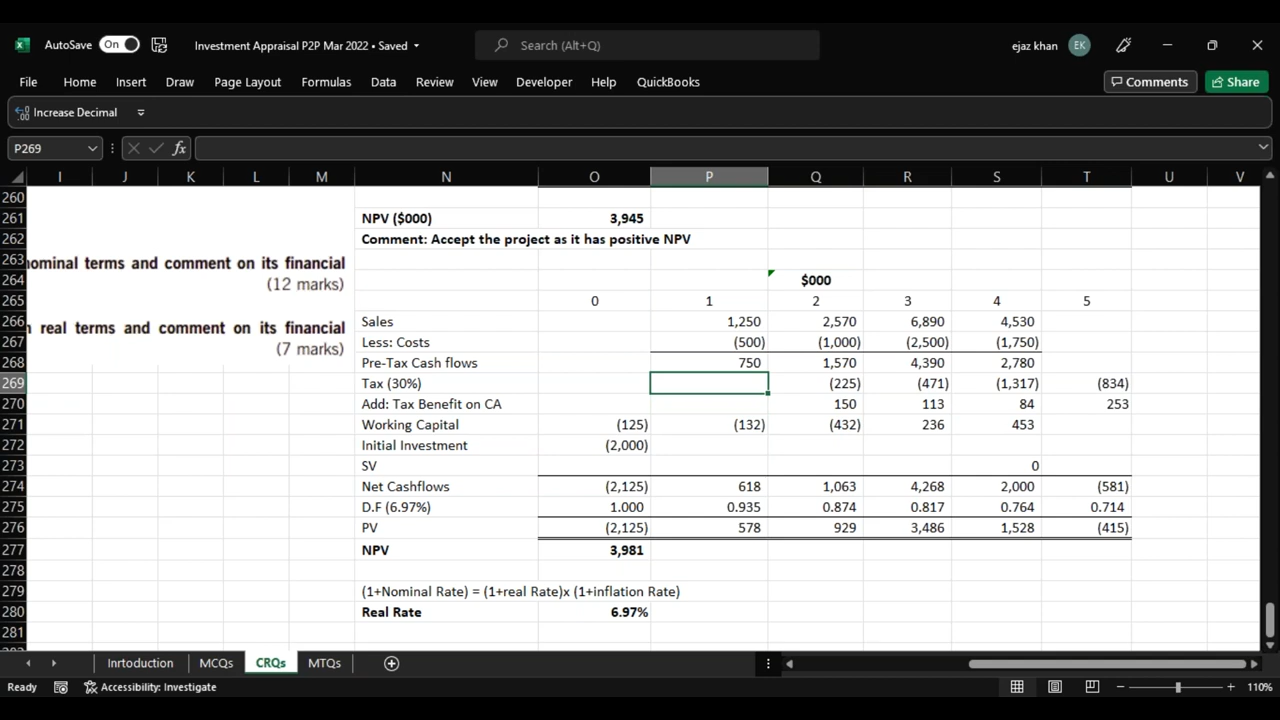 AutoSave On Investment Appraisal P2P Mar 2022 • Saved Search (Alt+Q) ejaz khan EK
File Home Insert Draw Page Layout Formulas Data Review View Developer Help QuickBooks Comments Share
Increase Decimal
P269 fx
I J K L M N O P Q R S T U V
260
261 NPV ($000) 3,945
262 Comment: Accept the project as it has positive NPV
263 nominal terms and comment on its financial
264 (12 marks) $000
265 0 1 2 3 4 5
266 n real terms and comment on its financial Sales 1,250 2,570 6,890 4,530
267 (7 marks) Less: Costs (500) (1,000) (2,500) (1,750)
268 Pre-Tax Cash flows 750 1,570 4,390 2,780
269 Tax (30%) (225) (471) (1,317) (834)
270 Add: Tax Benefit on CA 150 113 84 253
271 Working Capital (125) (132) (432) 236 453
272 Initial Investment (2,000)
273 SV 0
274 Net Cashflows (2,125) 618 1,063 4,268 2,000 (581)
275 D.F (6.97%) 1.000 0.935 0.874 0.817 0.764 0.714
276 PV (2,125) 578 929 3,486 1,528 (415)
277 NPV 3,981
278
279 (1+Nominal Rate) = (1+real Rate)x (1+inflation Rate)
280 Real Rate 6.97%
281
Inrtoduction MCQs CRQs MTQs
Ready Accessibility: Investigate 110%